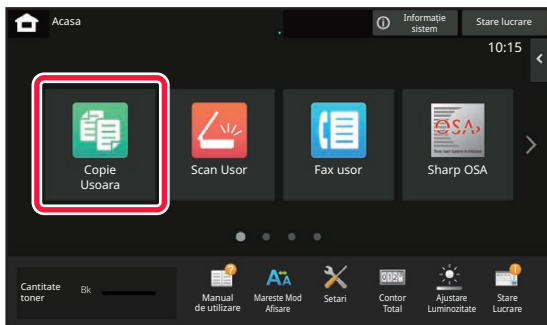 Acasa
Informație
sistem
Stare lucrare
10:15
Copie
Usoara
Scan Usor
Fax usor
OSA
Sharp OSA
Cantitate
toner
Bk
Manual
de utilizare
Mareste Mod
Afisare
Setari
Contor
Total
Ajustare
Luminozitate
Stare
Lucrare